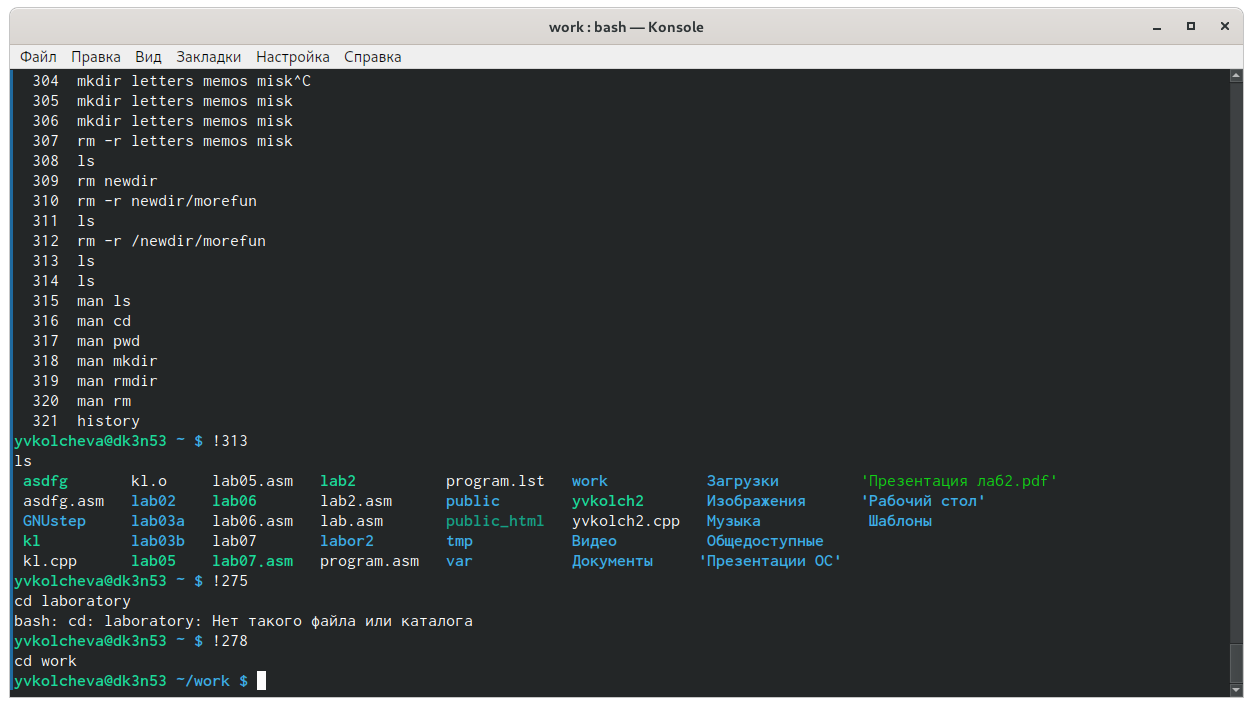 work : bash — Konsole
Файл Правка Вид Закладки Настройка Справка
304 mkdir letters memos misk^C
305 mkdir letters memos misk
306 mkdir letters memos misk
307 rm -r letters memos misk
308 ls
309 rm newdir
310 rm -r newdir/morefun
311 ls
312 rm -r /newdir/morefun
313 ls
314 ls
315 man ls
316 man cd
317 man pwd
318 man mkdir
319 man rmdir
320 man rm
321 history
yvkolcheva@dk3n53 ~ $ !313
ls
asdfg kl.o lab05.asm lab2 program.lst work Загрузки 'Презентация лаб2.pdf'
asdfg.asm lab02 lab06 lab2.asm public yvkolch2 Изображения 'Рабочий стол'
GNUstep lab03a lab06.asm lab.asm public_html yvkolch2.cpp Музыка Шаблоны
kl lab03b lab07 labor2 tmp Видео Общедоступные
kl.cpp lab05 lab07.asm program.asm var Документы 'Презентации ОС'
yvkolcheva@dk3n53 ~ $ !275
cd laboratory
bash: cd: laboratory: Нет такого файла или каталога
yvkolcheva@dk3n53 ~ $ !278
cd work
yvkolcheva@dk3n53 ~/work $